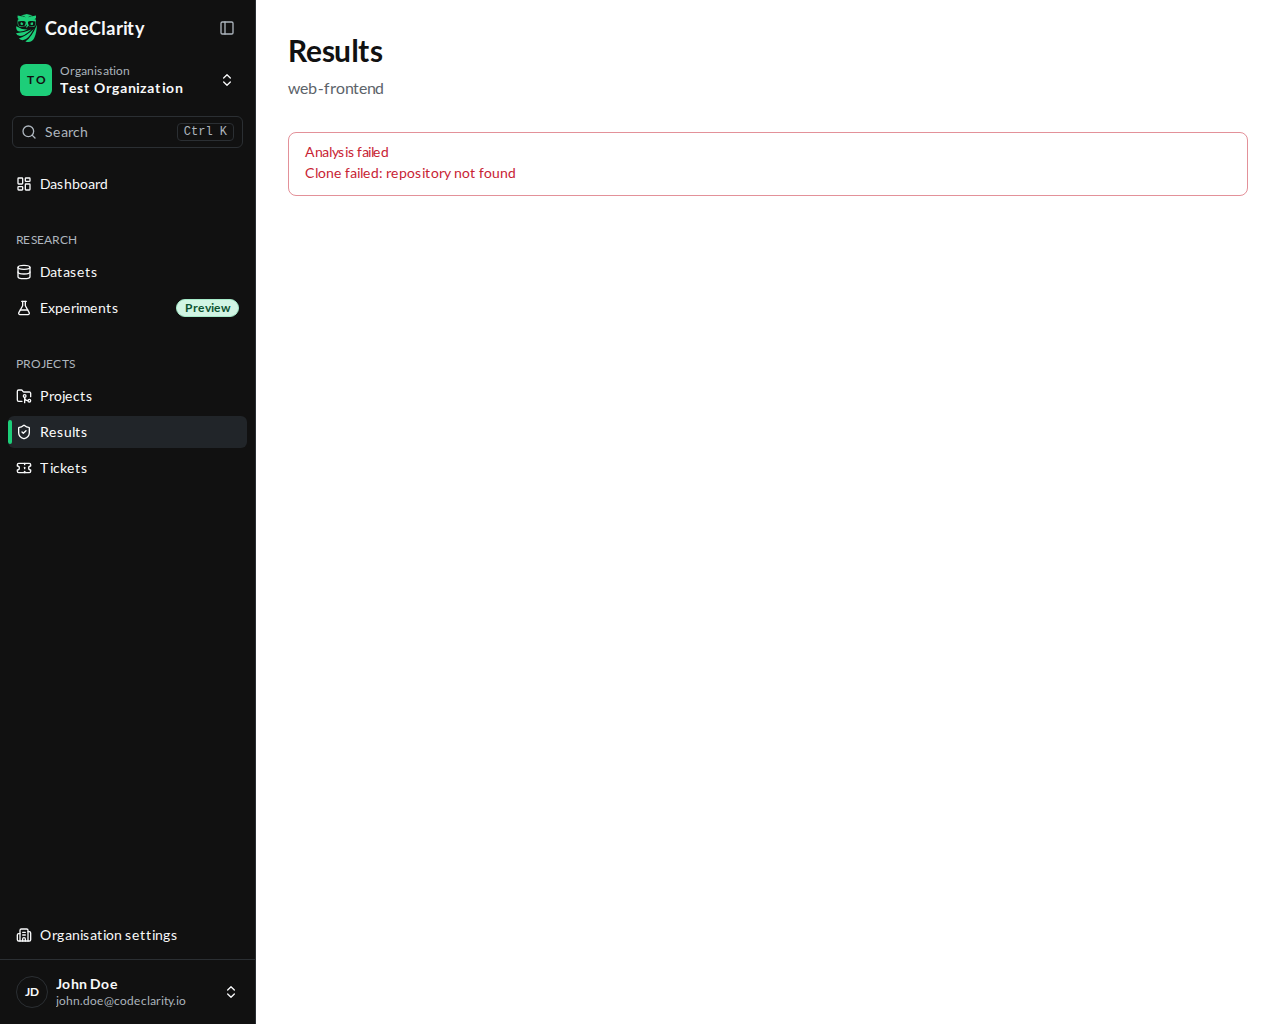 CodeClarity
TO
Organisation
Test Organization
Search
Ctrl K
Dashboard
RESEARCH
Datasets
Experiments
Preview
PROJECTS
Projects
Results
Tickets
Organisation settings
JD
John Doe
john.doe@codeclarity.io
Results
web-frontend
Analysis failed
Clone failed: repository not found